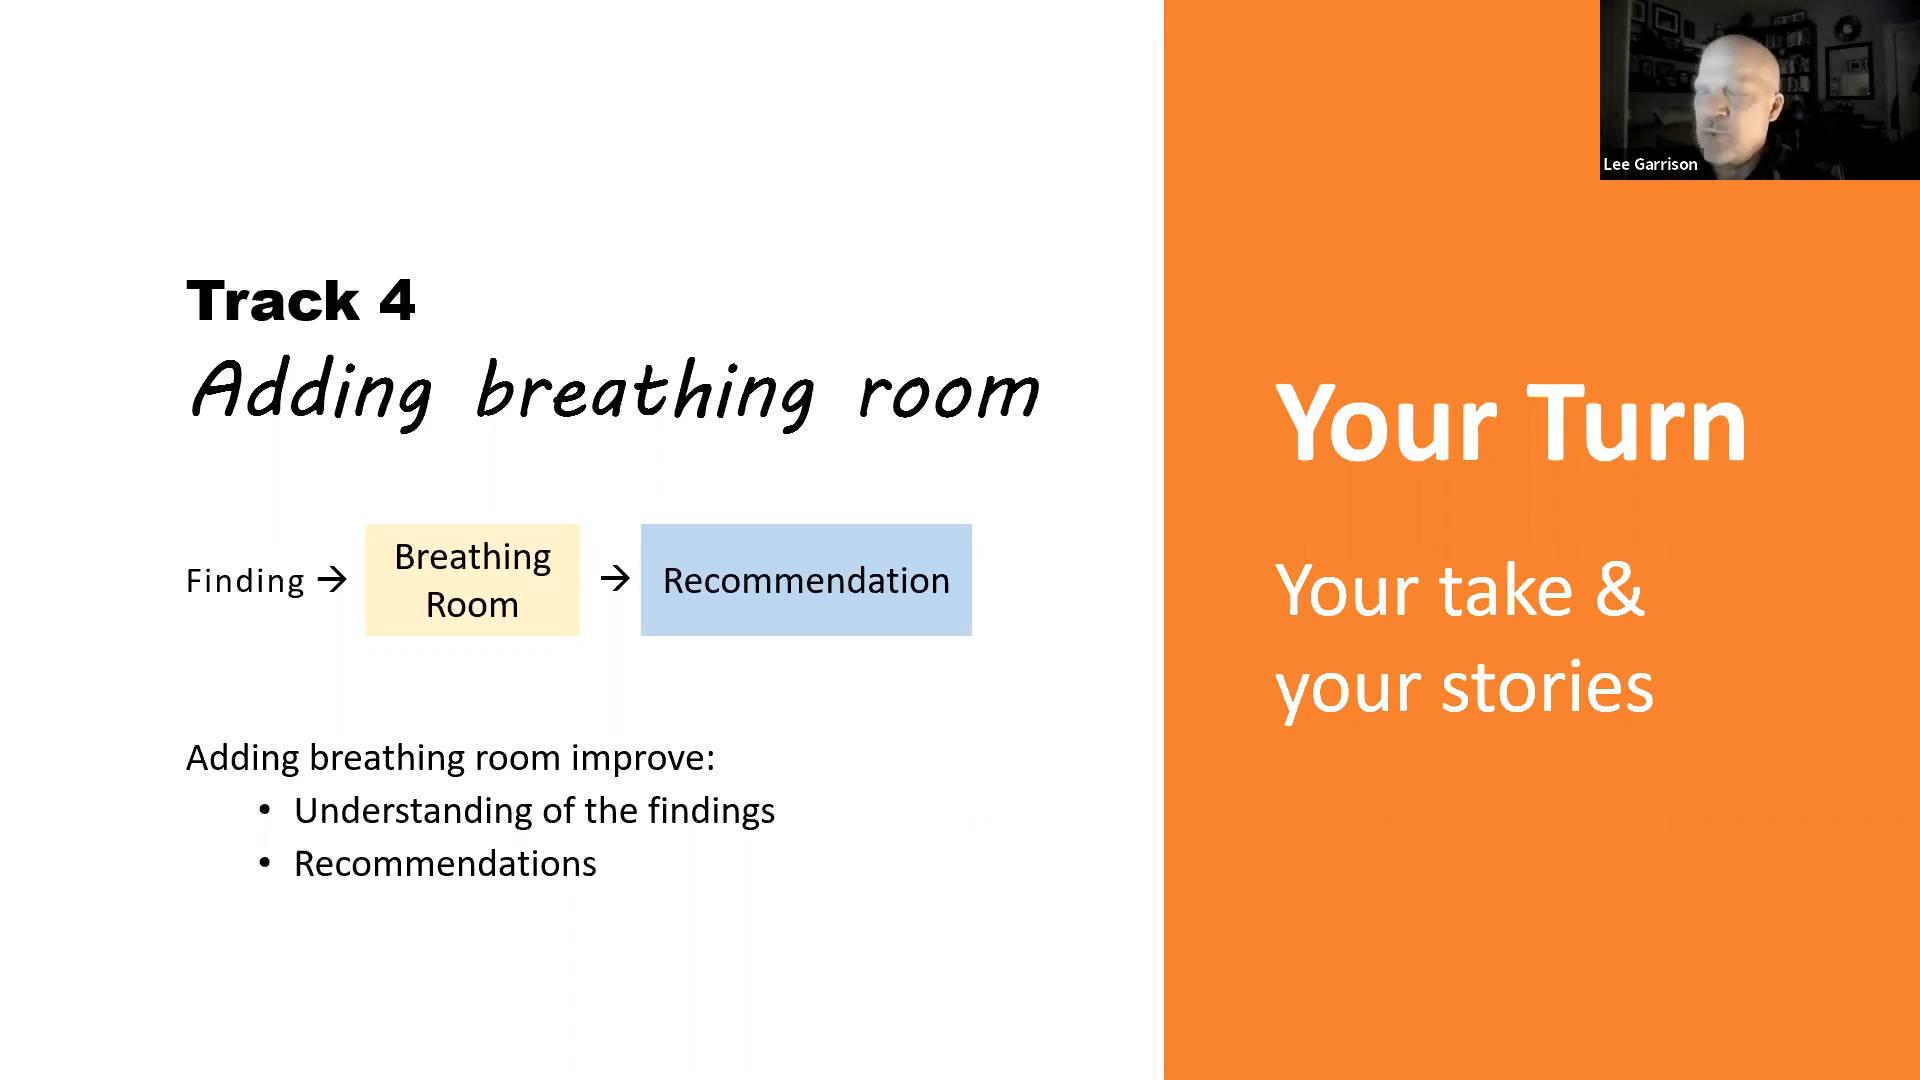 Track 4
Adding breathing room
Finding → Breathing Room → Recommendation
Adding breathing room improve:
• Understanding of the findings
• Recommendations
Your Turn
Your take &
your stories
Lee Garrison